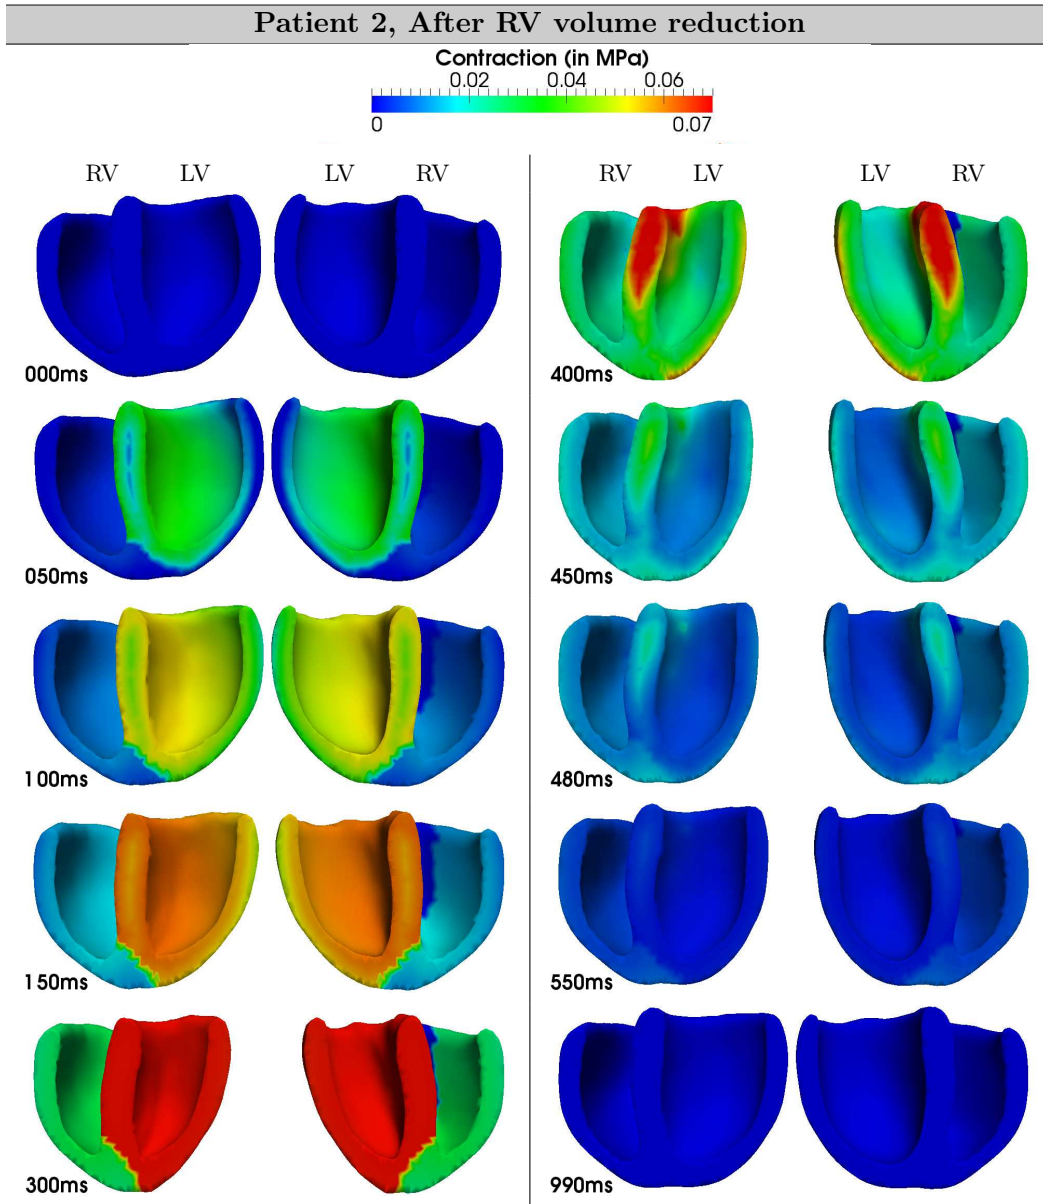 Patient 2, After RV volume reduction
Contraction (in MPa)
0.02 0.04 0.06
0 0.07
RV LV LV RV
RV LV LV RV
000ms
050ms
100ms
150ms
300ms
400ms
450ms
480ms
550ms
990ms